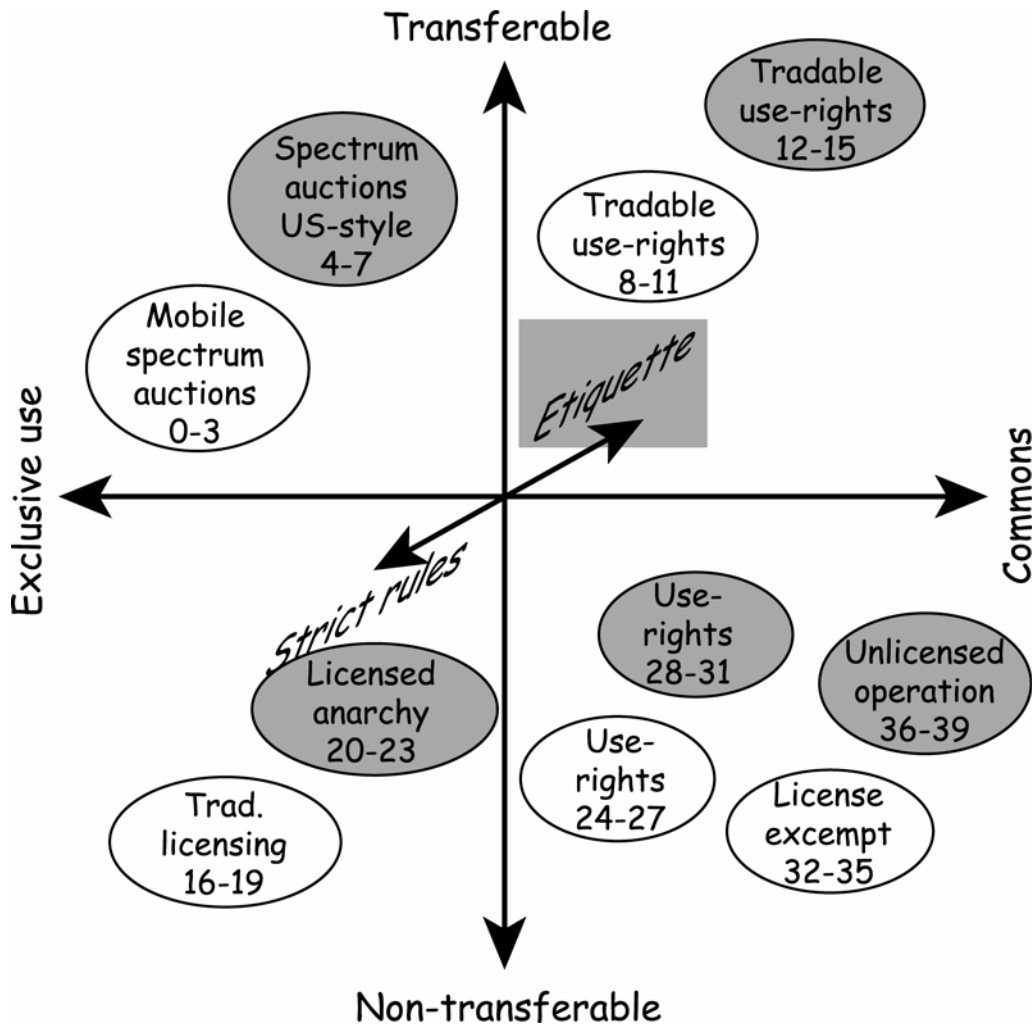 Transferable
Tradable
use-rights
12-15
Spectrum
auctions
US-style
4-7
Tradable
use-rights
8-11
Mobile
spectrum
auctions
0-3
Etiquette
Exclusive use
Commons
Strict rules
Use-
rights
28-31
Unlicensed
operation
36-39
Licensed
anarchy
20-23
Use-
rights
24-27
License
excempt
32-35
Trad.
licensing
16-19
Non-transferable